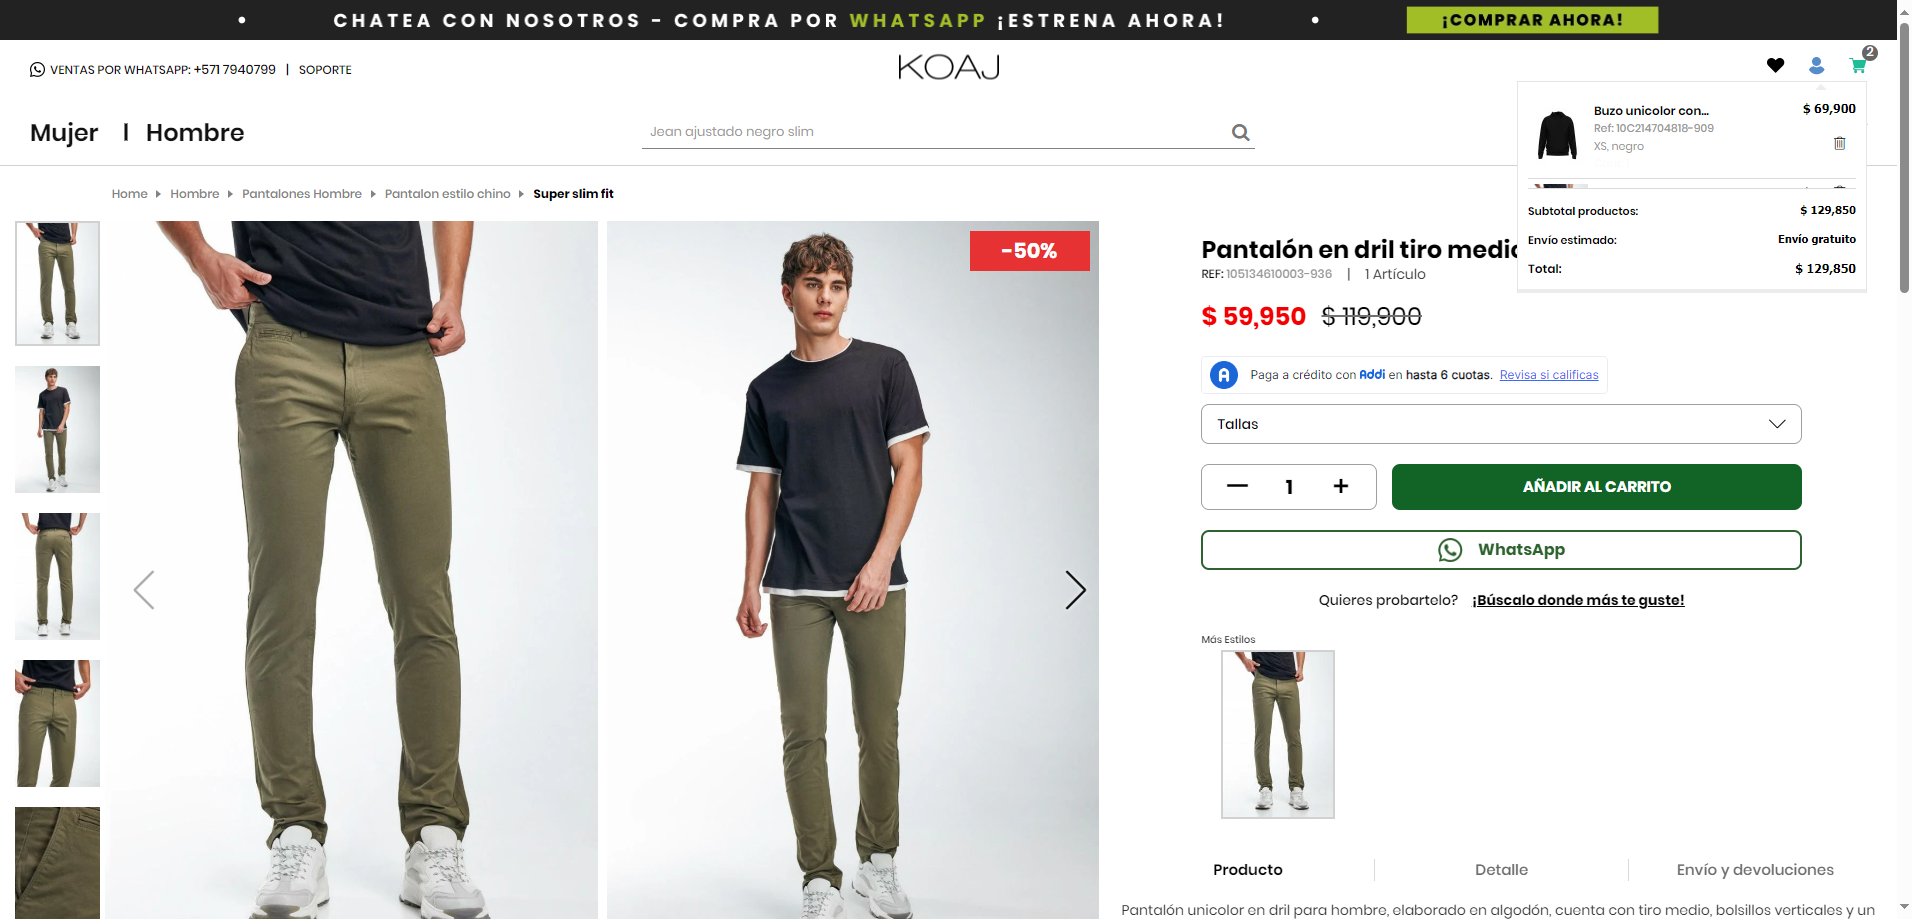 CHATEA CON NOSOTROS - COMPRA POR WHATSAPP ¡ESTRENA AHORA!
¡COMPRAR AHORA!
VENTAS POR WHATSAPP: +571 7940799 | SOPORTE
KOAJ
2
Mujer | Hombre
Jean ajustado negro slim
Buzo unicolor con...
$ 69,900
Ref: 10C214704818-909
XS, negro
Subtotal productos:
$ 129,850
Envío estimado:
Envío gratuito
Total:
$ 129,850
Home
Hombre
Pantalones Hombre
Pantalon estilo chino
Super slim fit
-50%
Pantalón en dril tiro medio
REF: 105134610003-936 | 1 Artículo
$ 59,950 $ 119,900
Paga a crédito con Addi en hasta 6 cuotas. Revisa si calificas
Tallas
1
AÑADIR AL CARRITO
WhatsApp
Quieres probartelo? ¡Búscalo donde más te guste!
Más Estilos
Producto
Detalle
Envío y devoluciones
Pantalón unicolor en dril para hombre, elaborado en algodón, cuenta con tiro medio, bolsillos verticales y un